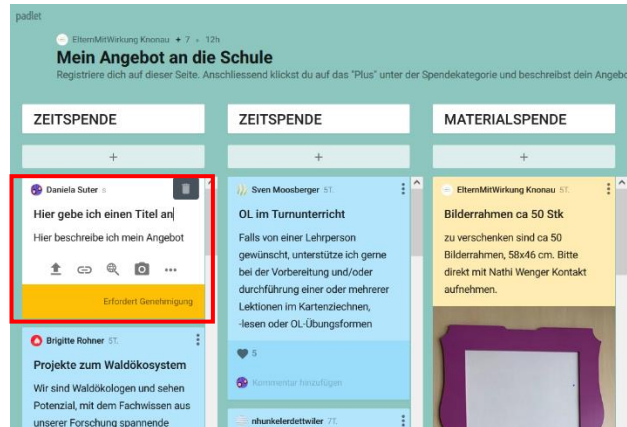 padlet
ElternMitWirkung Knonau + 7 • 12h
Mein Angebot an die Schule
Registriere dich auf dieser Seite. Anschliessend klickst du auf das "Plus" unter der Spendekategorie und beschreibst dein Angebo
ZEITSPENDE
+
Daniela Suter s
Hier gebe ich einen Titel an
Hier beschreibe ich mein Angebot
Erfordert Genehmigung
Brigitte Rohner 5T.
Projekte zum Waldökosystem
Wir sind Waldökologen und sehen
Potenzial, mit dem Fachwissen aus
unserer Forschung spannende
ZEITSPENDE
+
Sven Moosberger 5T.
OL im Turnunterricht
Falls von einer Lehrperson
gewünscht, unterstütze ich gerne
bei der Vorbereitung und/oder
durchführung einer oder mehrerer
Lektionen im Kartenziechnen,
-lesen oder OL-Übungsformen
5
Kommentar hinzufügen
nhunkelerdettwiler 7T.
MATERIALSPENDE
+
ElternMitWirkung Knonau 5T.
Bilderrahmen ca 50 Stk
zu verschenken sind ca 50
Bilderrahmen, 58x46 cm. Bitte
direkt mit Nathi Wenger Kontakt
aufnehmen.